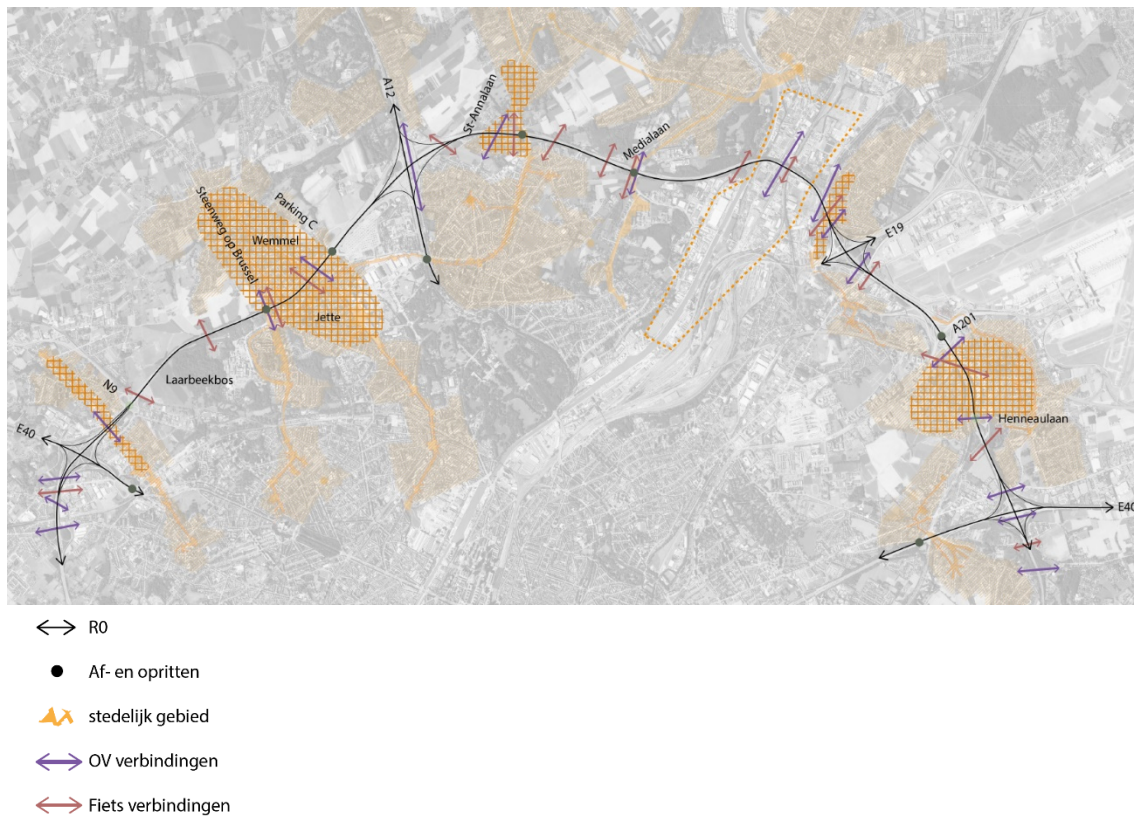 A12
St-Annalaan
Medialaan
Parking C
Steenweg op Brussel
Wemmel
Jette
E19
A201
Laarbeekbos
N9
E40
Henneaulaan
E40
R0
Af- en opritten
stedelijk gebied
OV verbindingen
Fiets verbindingen